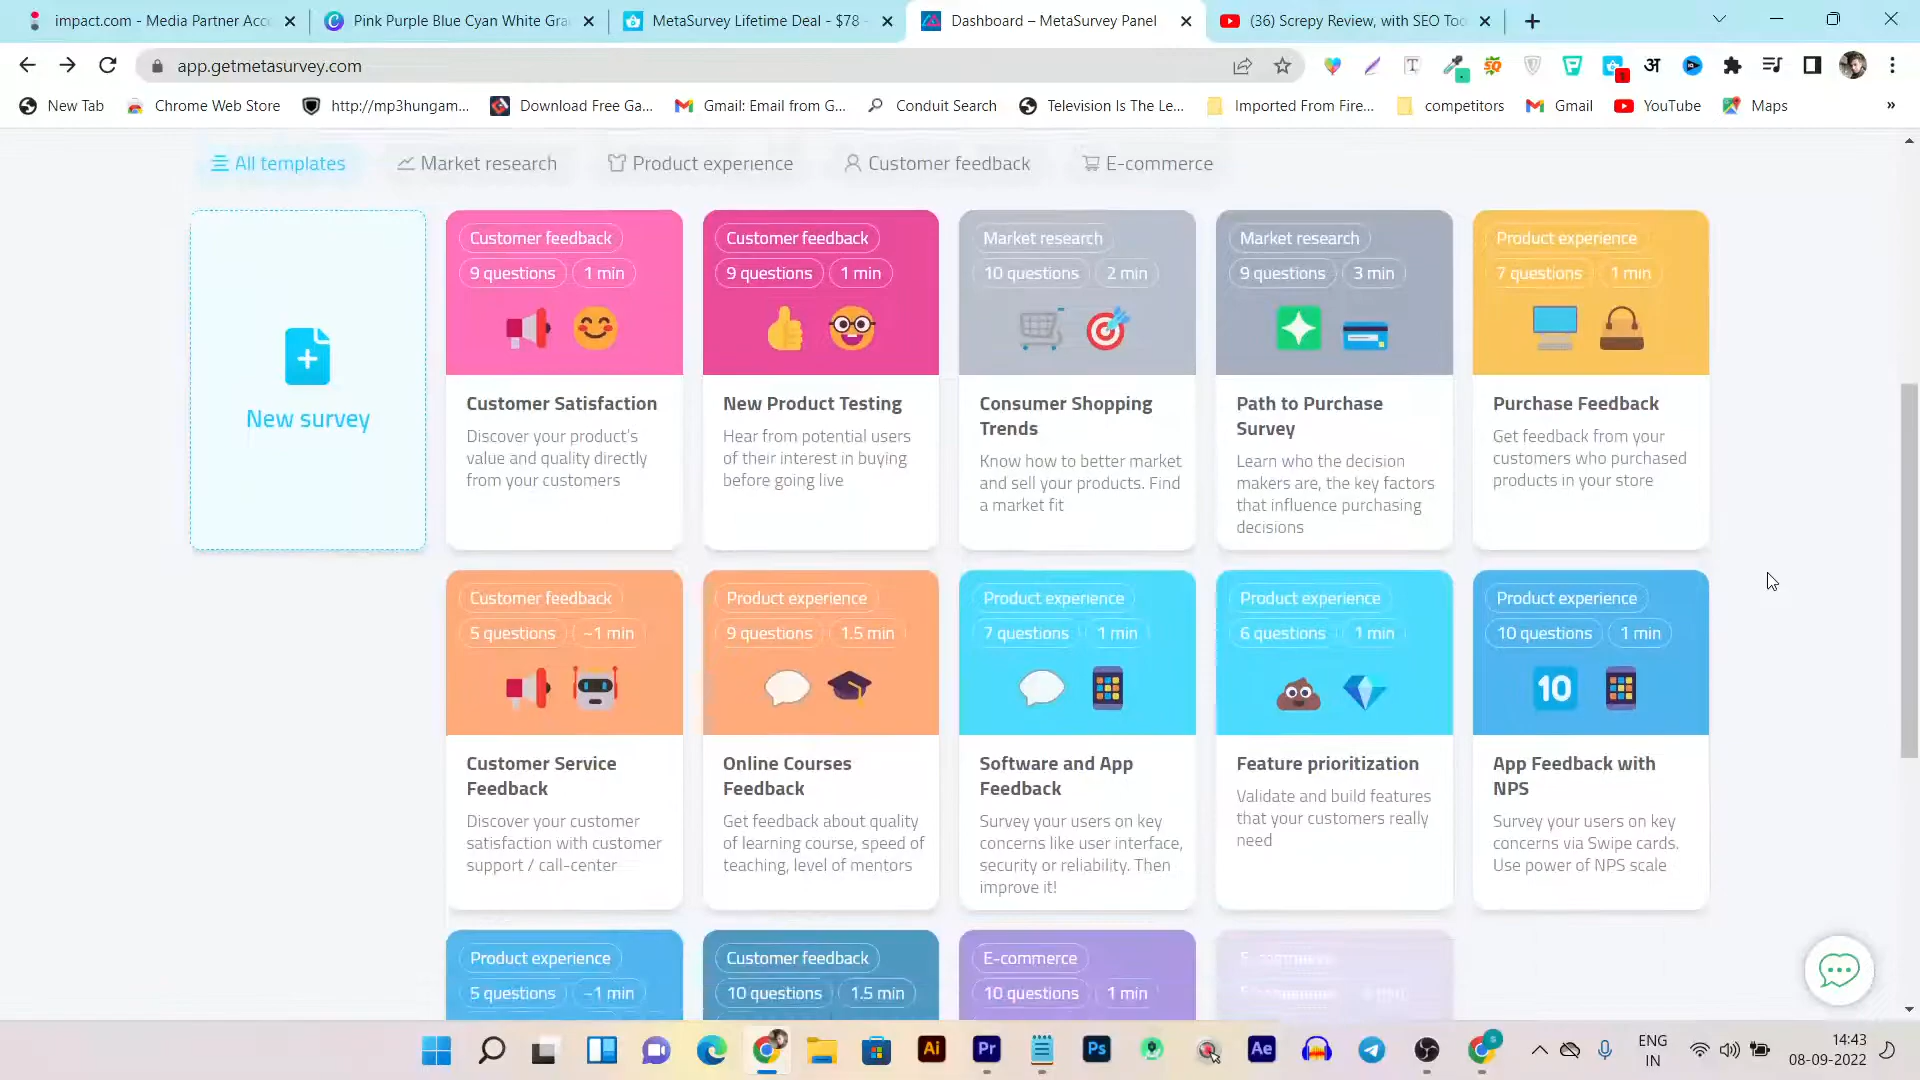 impact.com - Media Partner Acc
Pink Purple Blue Cyan White Gra
MetaSurvey Lifetime Deal - $78 -
Dashboard – MetaSurvey Panel
(36) Screpy Review, with SEO Too
app.getmetasurvey.com
New Tab
Chrome Web Store
http://mp3hungam...
Download Free Ga...
Gmail: Email from G...
Conduit Search
Television Is The Le...
Imported From Fire...
competitors
Gmail
YouTube
Maps
»
All templates
Market research
Product experience
Customer feedback
E-commerce
New survey
Customer feedback
9 questions
1 min
Customer Satisfaction
Discover your product's
value and quality directly
from your customers
Customer feedback
9 questions
1 min
New Product Testing
Hear from potential users
of their interest in buying
before going live
Market research
10 questions
2 min
Consumer Shopping
Trends
Know how to better market
and sell your products. Find
a market fit
Market research
9 questions
3 min
Path to Purchase
Survey
Learn who the decision
makers are, the key factors
that influence purchasing
decisions
Product experience
7 questions
1 min
Purchase Feedback
Get feedback from your
customers who purchased
products in your store
Customer feedback
5 questions
~1 min
Customer Service
Feedback
Discover your customer
satisfaction with customer
support / call-center
Product experience
9 questions
1.5 min
Online Courses
Feedback
Get feedback about quality
of learning course, speed of
teaching, level of mentors
Product experience
7 questions
1 min
Software and App
Feedback
Survey your users on key
concerns like user interface,
security or reliability. Then
improve it!
Product experience
6 questions
1 min
Feature prioritization
Validate and build features
that your customers really
need
Product experience
10 questions
1 min
10
App Feedback with
NPS
Survey your users on key
concerns via Swipe cards.
Use power of NPS scale
Product experience
5 questions
~1 min
Customer feedback
10 questions
1.5 min
E-commerce
10 questions
1 min
ENG
IN
14:43
08-09-2022